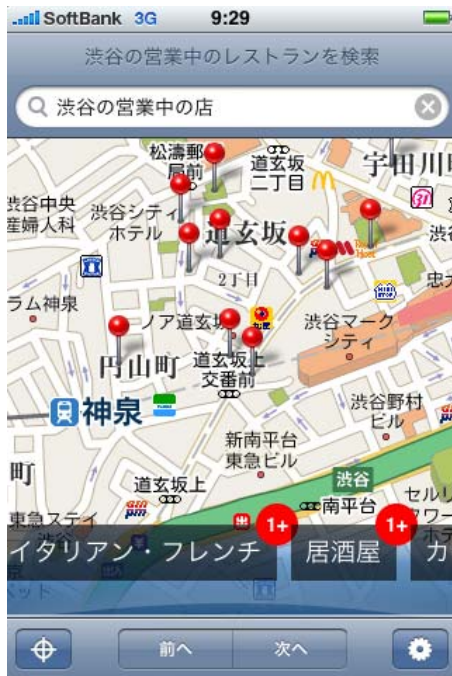 SoftBank 3G 9:29
渋谷の営業中のレストランを検索
渋谷の営業中の店
松濤郵
局前
道玄坂
二丁目
宇田川町
渋谷中央
産婦人科
渋谷シティ
ホテル
道玄坂
2丁目
31
ラム神泉
ノア道玄坂
渋谷マーク
シティ
円山町
道玄坂上
交番前
神泉
渋谷野村
ビル
新南平台
東急ビル
町
道玄坂上
渋谷
南平台
セルリ
am
pm
東急ステイ
渋谷
タワー
1+
1+
イタリアン・フレンチ
居酒屋
カ
前へ
次へ